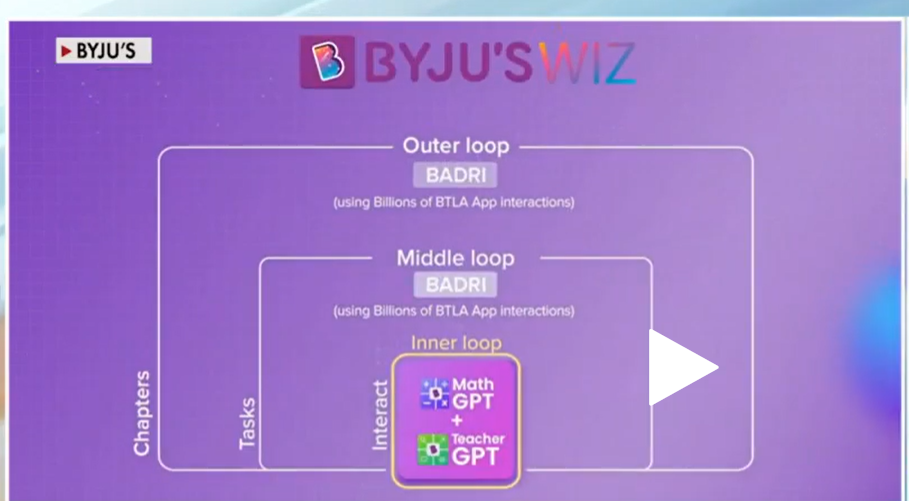 BYJU'S
BYJU'S WIZ
Outer loop
BADRI
(using Billions of BTLA App interactions)
Middle loop
BADRI
(using Billions of BTLA App interactions)
Inner loop
Math
GPT
+
Teacher
GPT
Chapters
Tasks
Interact